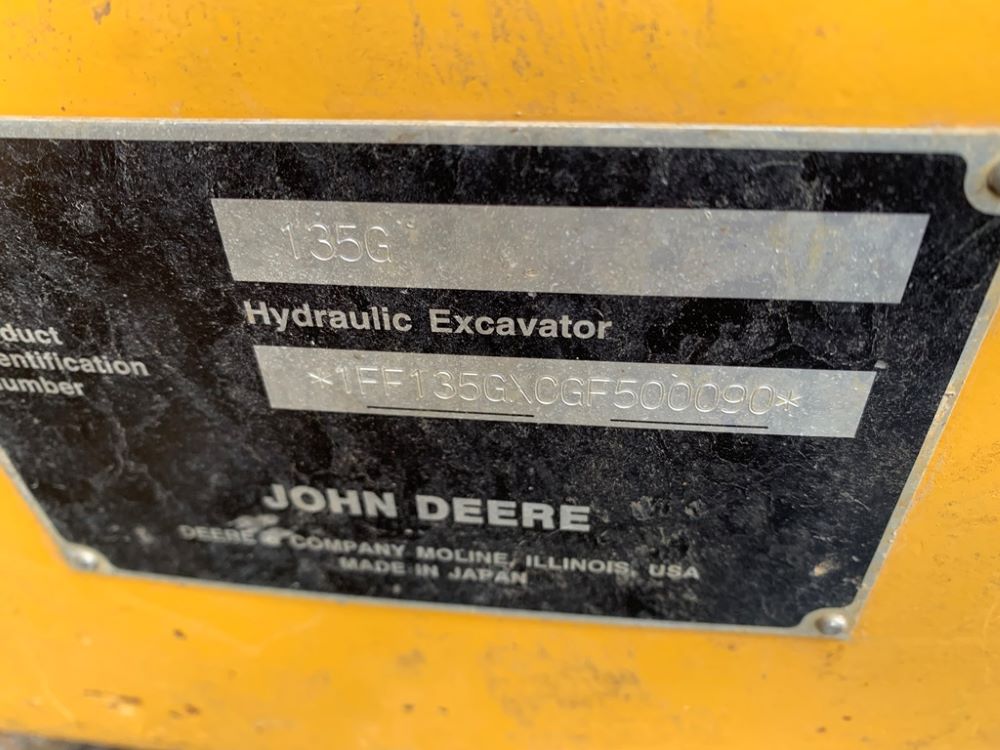 135G
Hydraulic Excavator
duct
entification
umber
*1FF135GXCGF500090*
JOHN DEERE
DEERE & COMPANY MOLINE, ILLINOIS, USA
MADE IN JAPAN